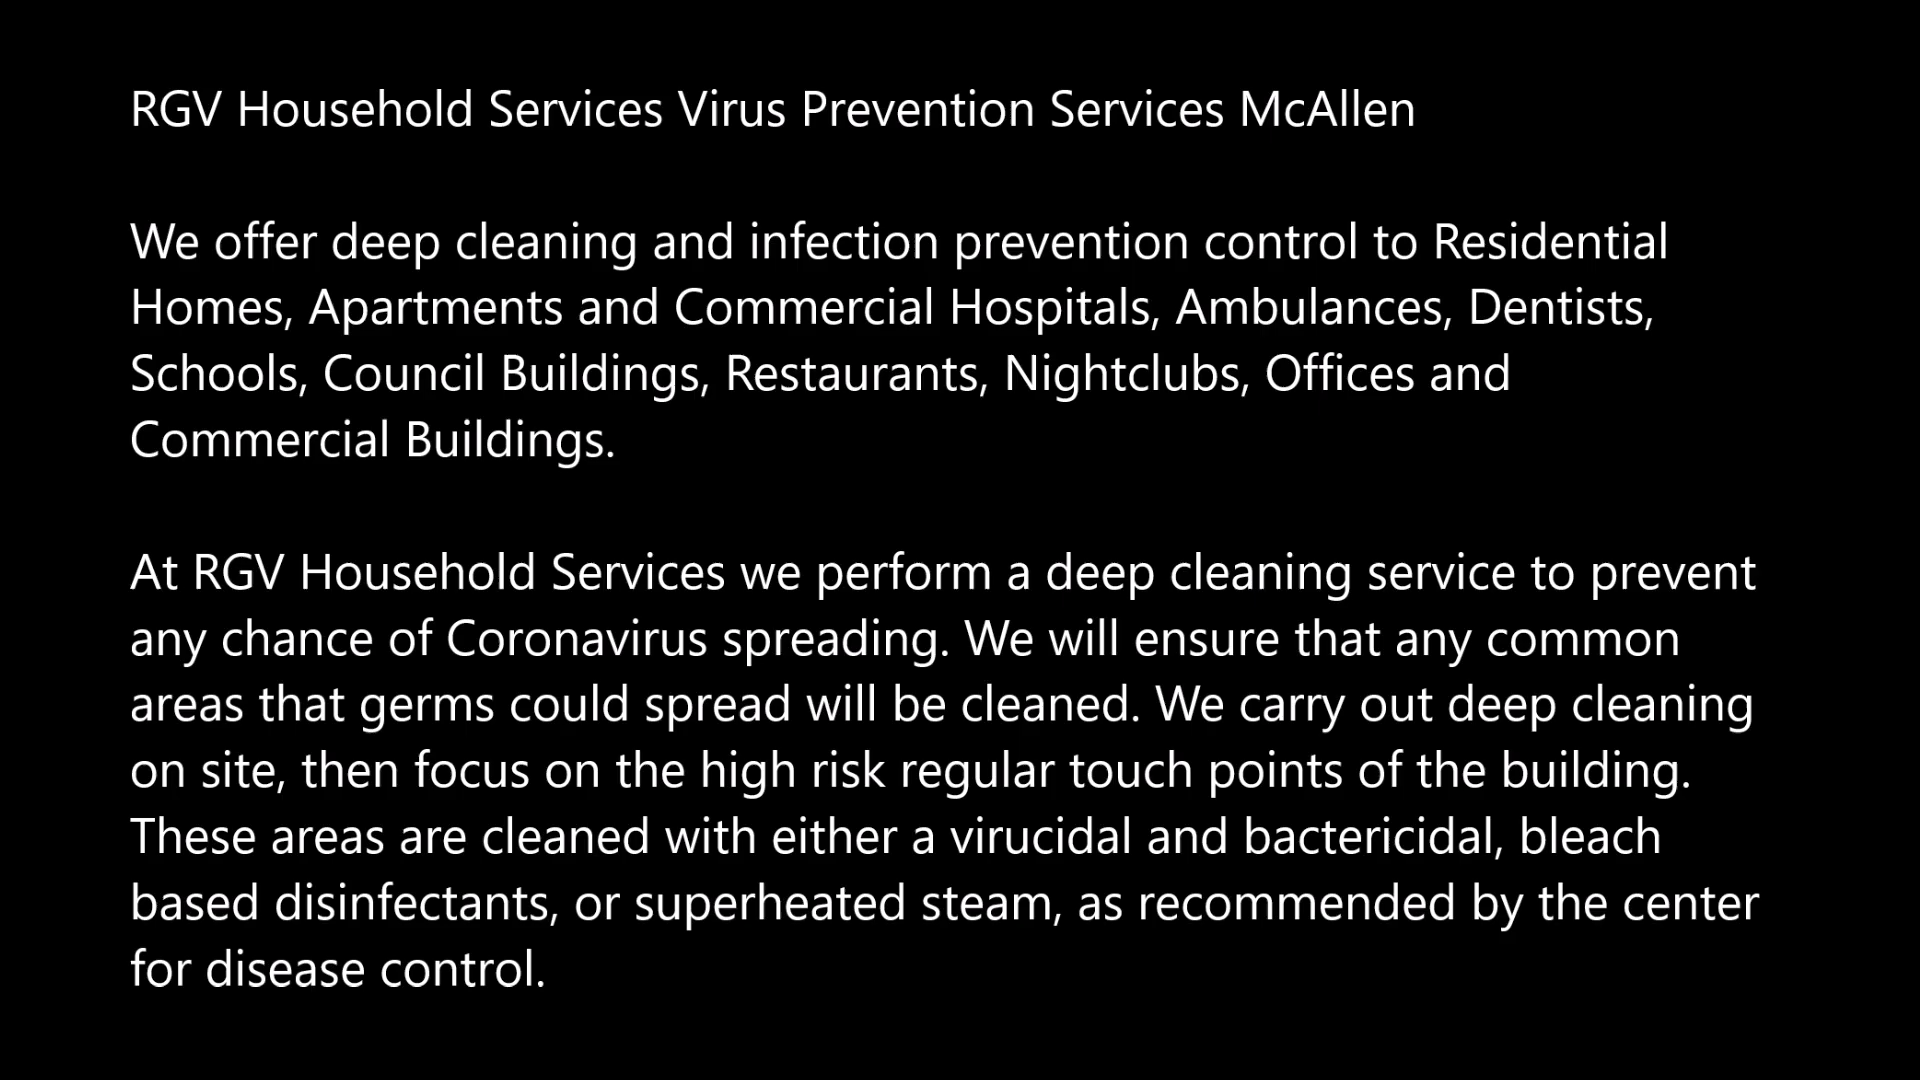 RGV Household Services Virus Prevention Services McAllen
We offer deep cleaning and infection prevention control to Residential
Homes, Apartments and Commercial Hospitals, Ambulances, Dentists,
Schools, Council Buildings, Restaurants, Nightclubs, Offices and
Commercial Buildings.
At RGV Household Services we perform a deep cleaning service to prevent
any chance of Coronavirus spreading. We will ensure that any common
areas that germs could spread will be cleaned. We carry out deep cleaning
on site, then focus on the high risk regular touch points of the building.
These areas are cleaned with either a virucidal and bactericidal, bleach
based disinfectants, or superheated steam, as recommended by the center
for disease control.